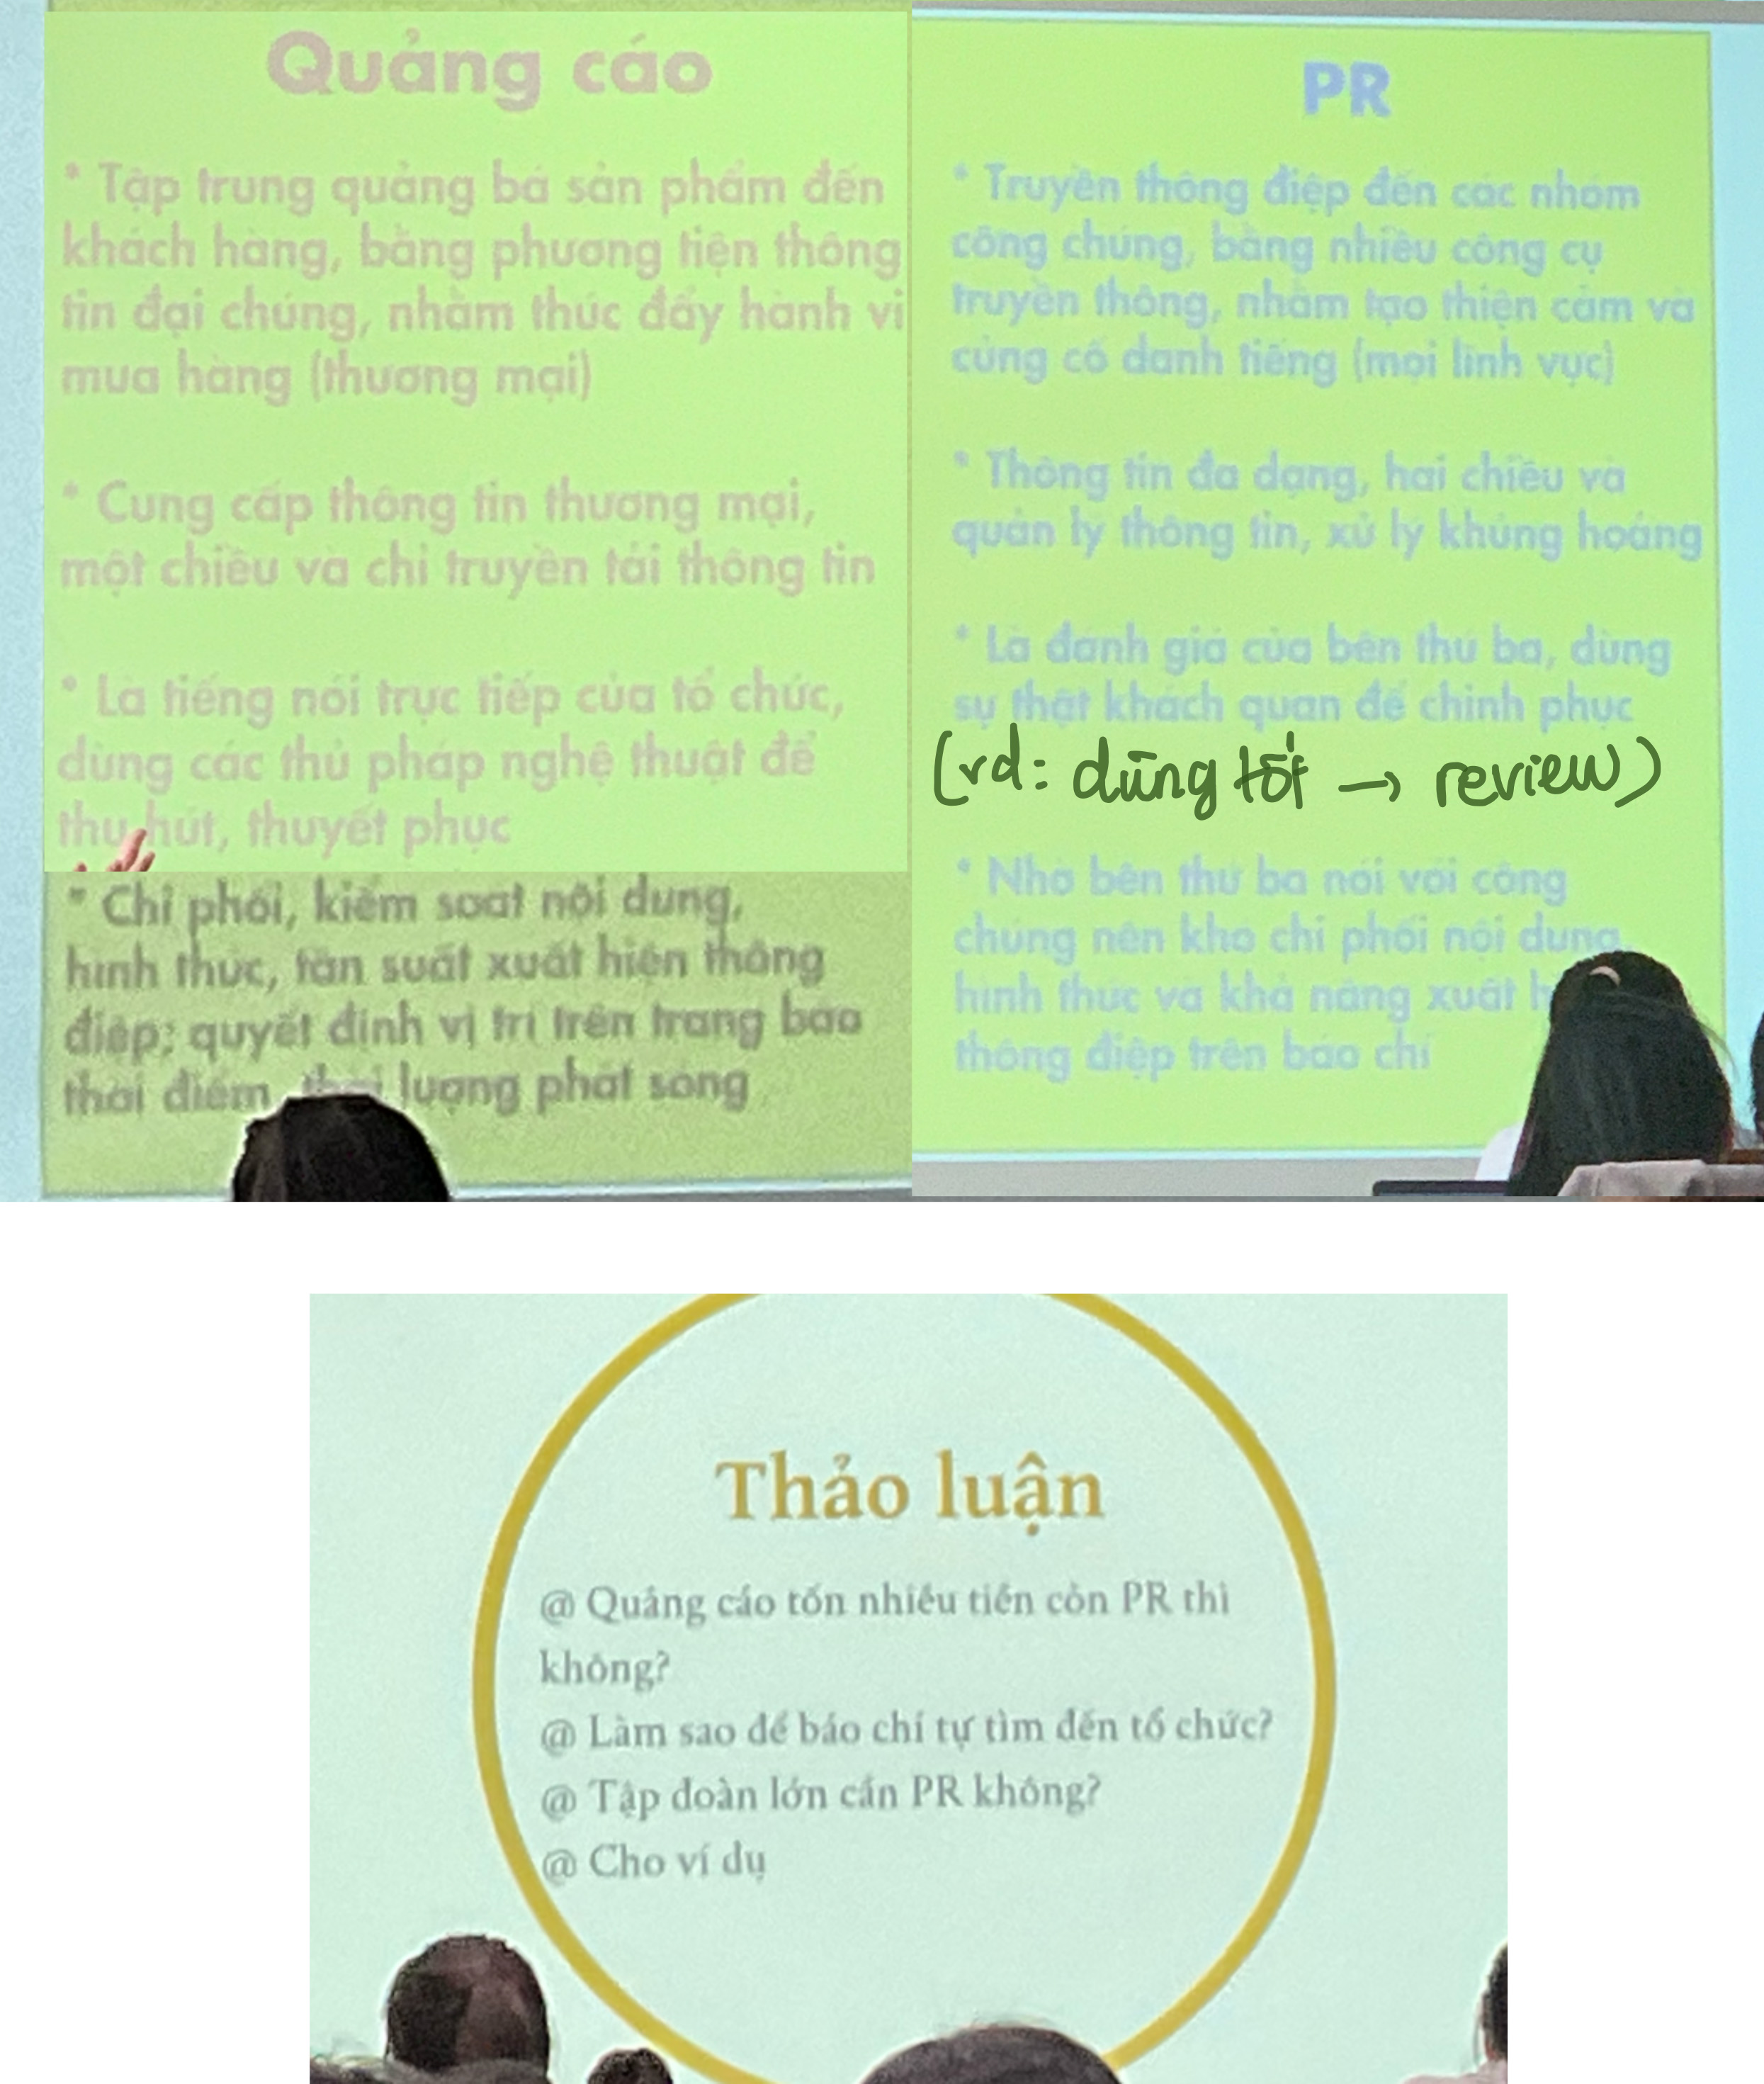 Quảng cáo
* Tập trung quảng bá sản phẩm đến
khách hàng, bằng phương tiện thông
tin đại chúng, nhằm thúc đẩy hành vi
mua hàng (thương mại)
* Cung cấp thông tin thương mại,
một chiều và chỉ truyền tải thông tin
* Là tiếng nói trực tiếp của tổ chức,
dùng các thủ pháp nghệ thuật để
thu hút, thuyết phục
* Chi phối, kiểm soát nội dung,
hình thức, tần suất xuất hiện thông
điệp; quyết định vị trí trên trang báo
thời điểm, lượng phát sóng
PR
* Truyền thông điệp đến các nhóm
công chúng, bằng nhiều công cụ
truyền thông, nhằm tạo thiện cảm và
củng cố danh tiếng (mọi lĩnh vực)
* Thông tin đa dạng, hai chiều và
quản lý thông tin, xử lý khủng hoảng
* Là đánh giá của bên thứ ba, dùng
sự thật khách quan để chinh phục
(vd: dùng tốt → review)
* Nhờ bên thứ ba nói với công
chúng nên khó chi phối nội dung
hình thức và khả năng xuất
thông điệp trên báo chí
Thảo luận
@ Quảng cáo tốn nhiều tiền còn PR thì
không?
@ Làm sao để báo chí tự tìm đến tổ chức?
@ Tập đoàn lớn cần PR không?
@ Cho ví dụ